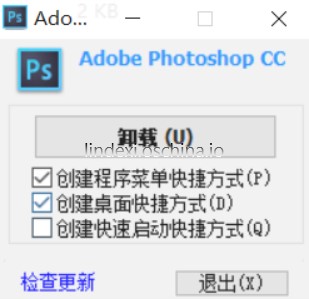 Ps Ado...
2 KB
Ps Adobe Photoshop CC
卸载 (U)
lindexi.oschina.io
创建程序菜单快捷方式(P)
创建桌面快捷方式(D)
创建快速启动快捷方式(Q)
检查更新 退出(X)